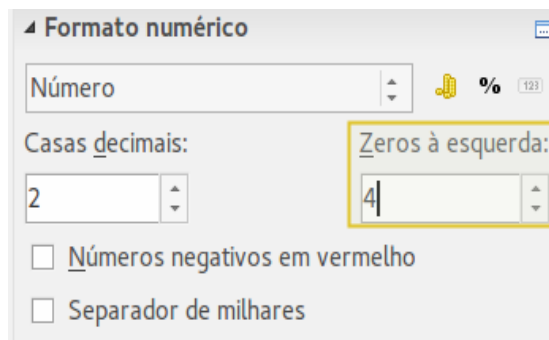 Formato numérico
Número % 123
Casas decimais: Zeros à esquerda:
2 4
Números negativos em vermelho
Separador de milhares